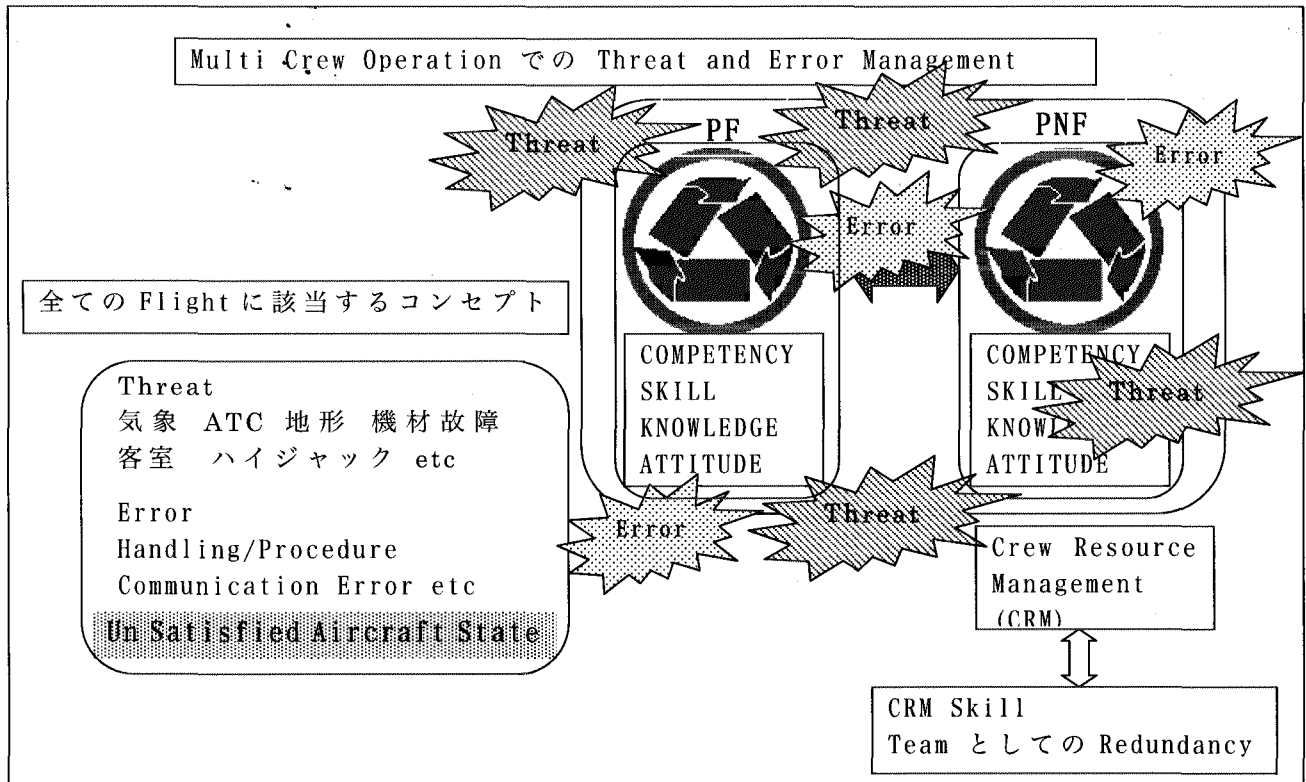 Multi Crew Operation での Threat and Error Management
Threat
PF
Threat
PNF
Error
Error
全ての Flight に該当するコンセプト
COMPETENCY
SKILL
KNOWLEDGE
ATTITUDE
COMPETENCY
SKILL
KNOWL
ATTITUDE
Threat
Threat
気象 ATC 地形 機材故障
客室 ハイジャック etc
Error
Handling/Procedure
Communication Error etc
Un Satisfied Aircraft State
Error
Threat
Crew Resource
Management
(CRM)
CRM Skill
Team としての Redundancy